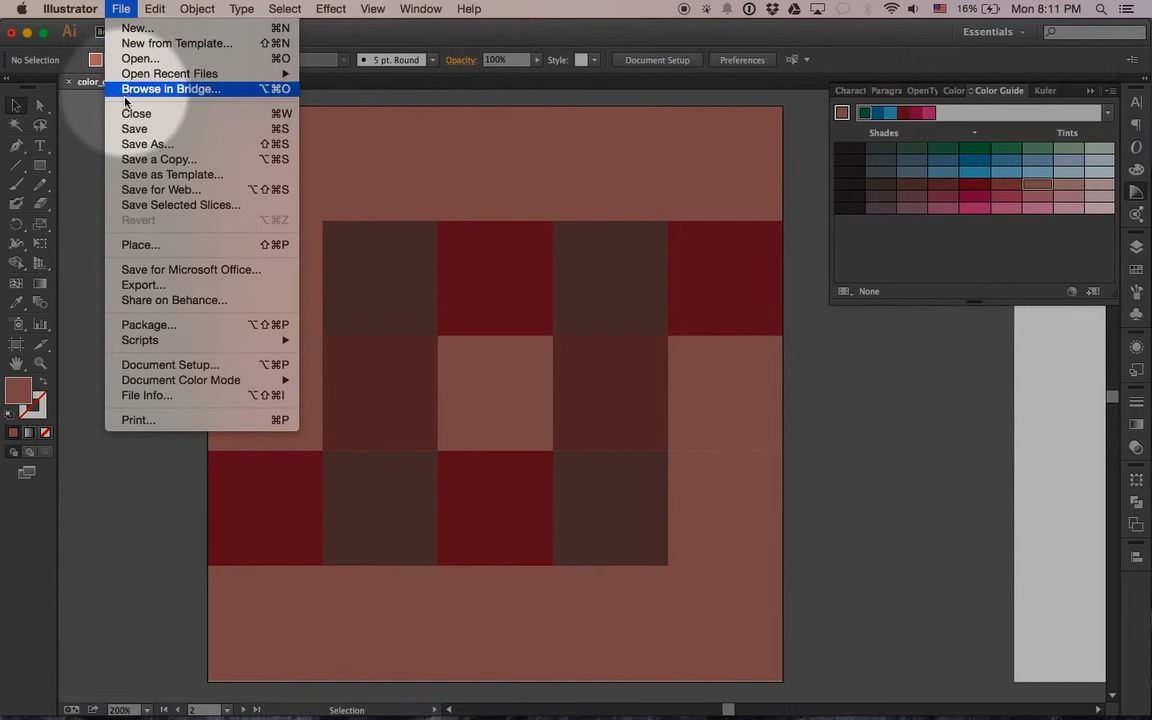 Illustrator File Edit Object Type Select Effect View Window Help 16% Mon 8:11 PM
Ai Br Essentials
No Selection 5 pt. Round Opacity: 100% Style: Document Setup Preferences
× color_
New... ⌘N
New from Template... ⇧⌘N
Open... ⌘O
Open Recent Files
Browse in Bridge... ⌥⌘O
Close ⌘W
Save ⌘S
Save As... ⇧⌘S
Save a Copy... ⌥⌘S
Save as Template...
Save for Web... ⌥⇧⌘S
Save Selected Slices...
Revert ⌥⌘Z
Place... ⇧⌘P
Save for Microsoft Office...
Export...
Share on Behance...
Package... ⌥⇧⌘P
Scripts
Document Setup... ⌥⌘P
Document Color Mode
File Info... ⌥⇧⌘I
Print... ⌘P
Charact Paragra OpenTy Color Color Guide Kuler
Shades Tints
None
200% 2 Selection